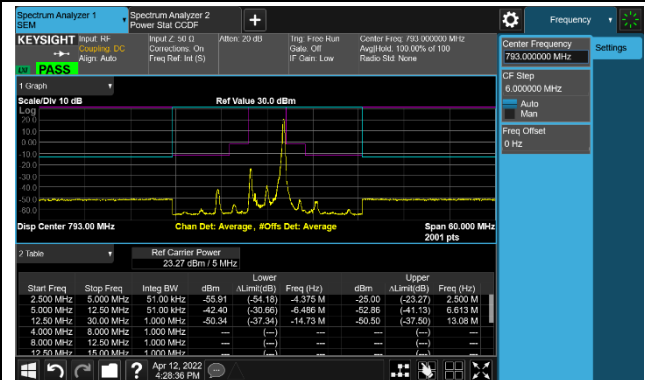 Spectrum Analyzer 1
SEM
Spectrum Analyzer 2
Power Stat CCDF
Frequency
KEYSIGHT
Input: RF
Coupling: DC
Align: Auto
Input Z: 50 Ω
Corrections: On
Freq Ref: Int (S)
Atten: 20 dB
Trig: Free Run
Gate: Off
IF Gain: Low
Center Freq: 793.000000 MHz
Avg|Hold: 100.00% of 100
Radio Std: None
PASS
Center Frequency
793.000000 MHz
Settings
CF Step
6.000000 MHz
Auto
Man
Freq Offset
0 Hz
1 Graph
Scale/Div 10 dB
Ref Value 30.0 dBm
Log
20.0
10.0
0.00
-10.0
-20.0
-30.0
-40.0
-50.0
-60.0
Disp Center 793.00 MHz
Chan Det: Average, #Offs Det: Average
Span 60.000 MHz
2001 pts
2 Table
Ref Carrier Power
23.27 dBm / 5 MHz
Lower
Upper
Start Freq Stop Freq Integ BW dBm ΔLimit(dB) Freq (Hz) dBm ΔLimit(dB) Freq (Hz)
2.500 MHz 5.000 MHz 51.00 kHz -55.91 (-54.18) -4.375 M -25.00 (-23.27) 2.500 M
5.000 MHz 12.50 MHz 51.00 kHz -42.40 (-30.66) -6.486 M -52.86 (-41.13) 6.613 M
12.50 MHz 30.00 MHz 1.000 MHz -50.34 (-37.34) -14.73 M -50.50 (-37.50) 13.08 M
4.000 MHz 8.000 MHz 1.000 MHz --- (---) --- (---)
8.000 MHz 12.50 MHz 1.000 MHz --- (---) --- (---)
12.50 MHz 15.00 MHz 1.000 MHz --- (---) --- (---)
Apr 12, 2022
4:28:36 PM